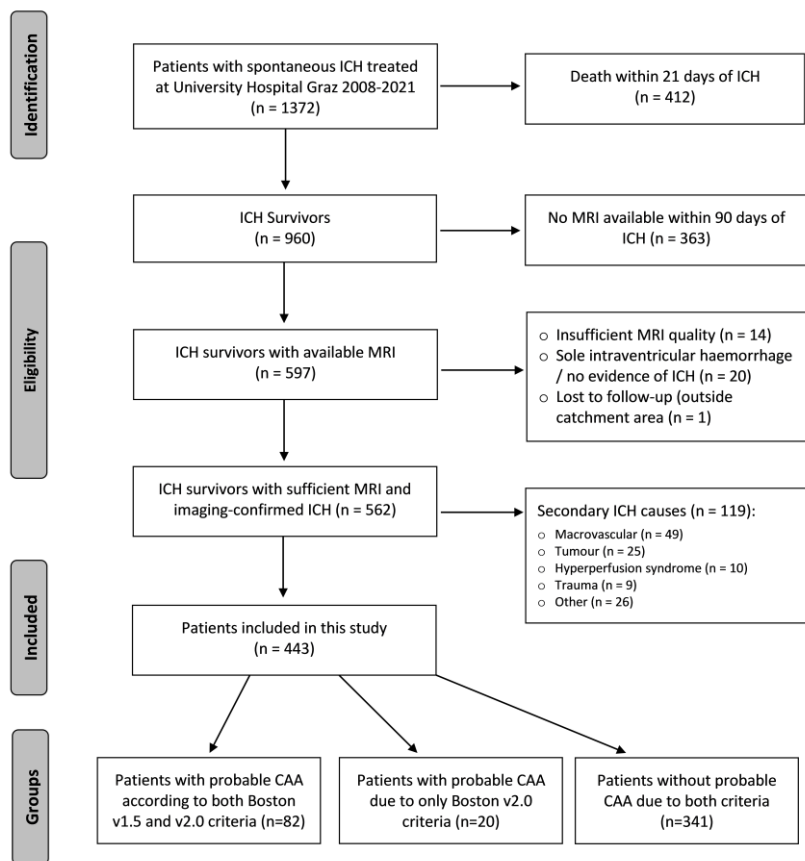 Identification
Patients with spontaneous ICH treated
at University Hospital Graz 2008-2021
(n = 1372)
Death within 21 days of ICH
(n = 412)
Eligibility
ICH Survivors
(n = 960)
No MRI available within 90 days of
ICH (n = 363)
ICH survivors with available MRI
(n = 597)
○ Insufficient MRI quality (n = 14)
○ Sole intraventricular haemorrhage
/ no evidence of ICH (n = 20)
○ Lost to follow-up (outside
catchment area (n = 1)
ICH survivors with sufficient MRI and
imaging-confirmed ICH (n = 562)
Secondary ICH causes (n = 119):
○ Macrovascular (n = 49)
○ Tumour (n = 25)
○ Hyperperfusion syndrome (n = 10)
○ Trauma (n = 9)
○ Other (n = 26)
Included
Patients included in this study
(n = 443)
Groups
Patients with probable CAA
according to both Boston
v1.5 and v2.0 criteria (n=82)
Patients with probable CAA
due to only Boston v2.0
criteria (n=20)
Patients without probable
CAA due to both criteria
(n=341)